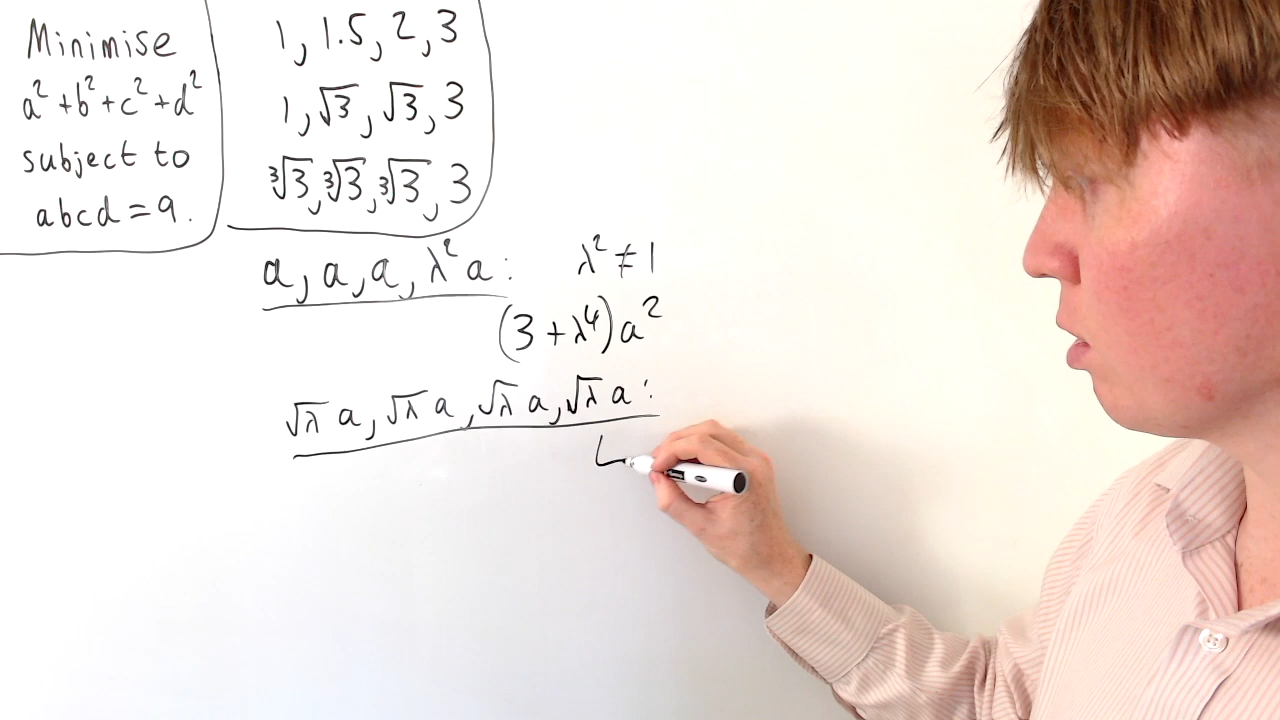 Minimise
a² + b² + c² + d²
subject to
abcd = 9.
1, 1.5, 2, 3
1, √3, √3, 3
∛3, ∛3, ∛3, 3
a, a, a, λ²a : λ² ≠ 1
(3 + λ⁴)a²
√λ a, √λ a, √λ a, √λ a :